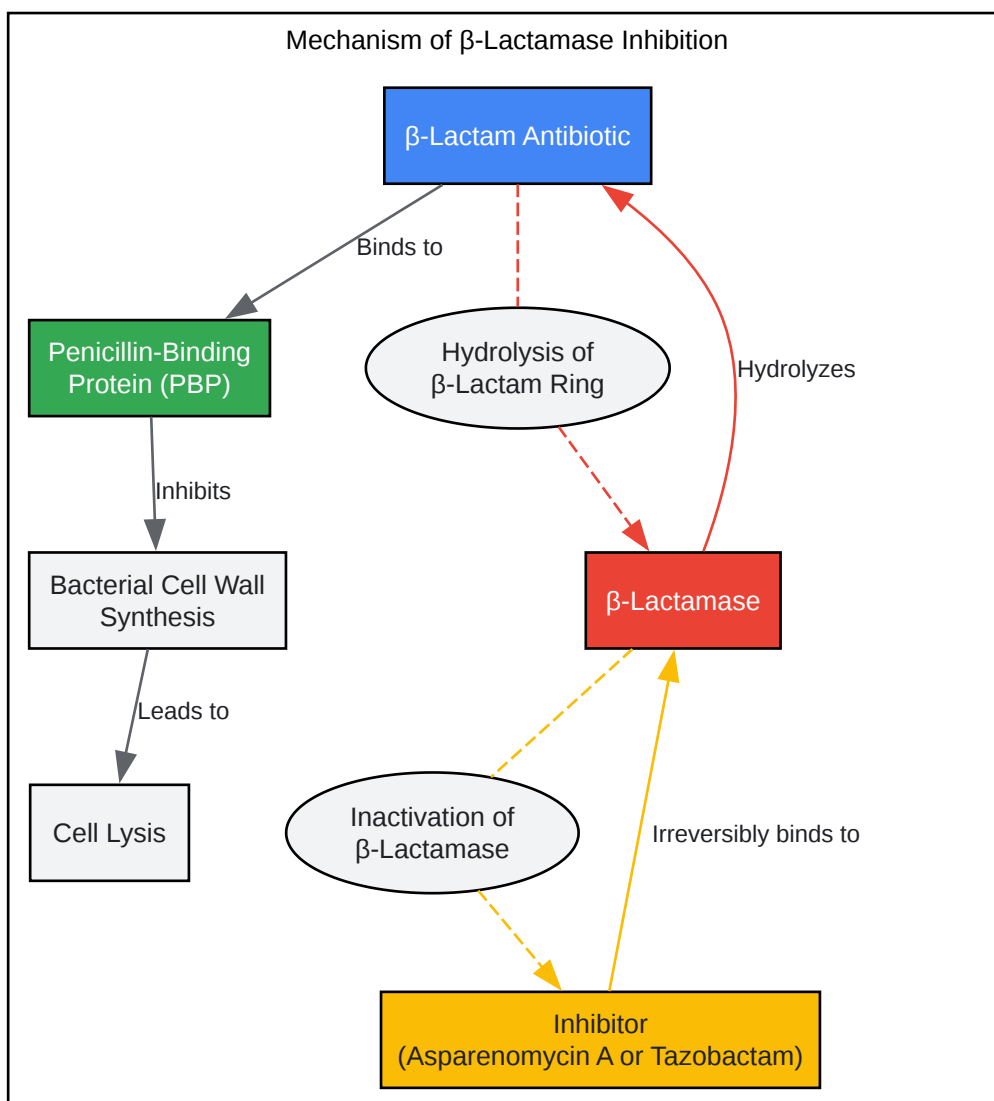 Mechanism of β-Lactamase Inhibition
β-Lactam Antibiotic
Binds to
Penicillin-Binding
Protein (PBP)
Hydrolysis of
β-Lactam Ring
Hydrolyzes
Inhibits
Bacterial Cell Wall
Synthesis
β-Lactamase
Leads to
Cell Lysis
Inactivation of
β-Lactamase
Irreversibly binds to
Inhibitor
(Asparenomycin A or Tazobactam)